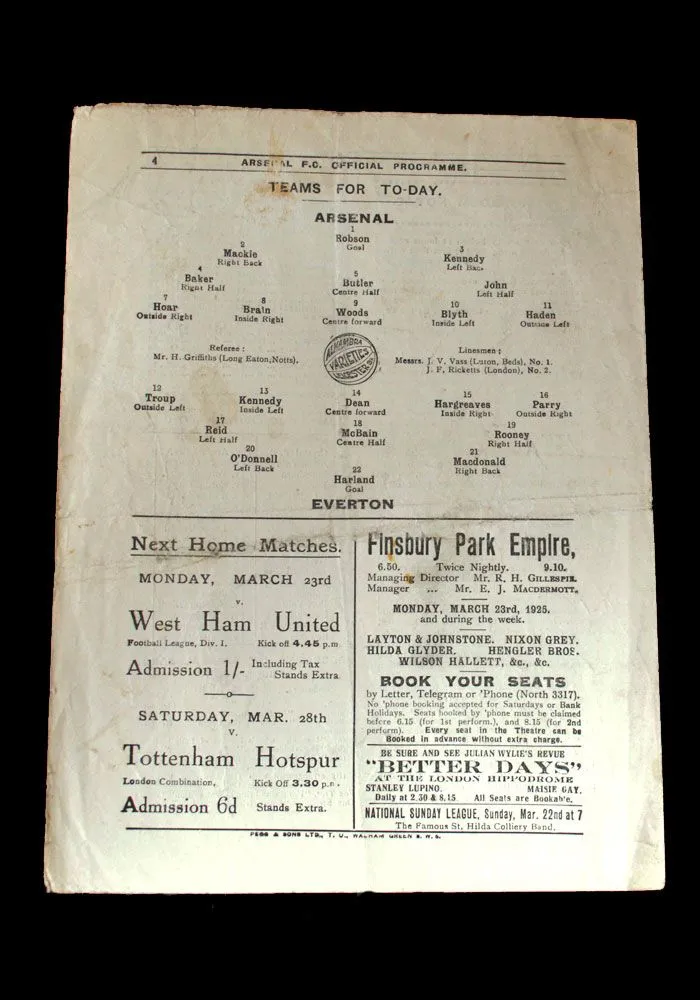 4 ARSENAL F.C. OFFICIAL PROGRAMME.
TEAMS FOR TO-DAY.
ARSENAL
1
Robson
Goal
2
Mackie
Right Back
3
Kennedy
Left Back
4
Baker
Right Half
5
Butler
Centre Half
John
Left Half
7
Hoar
Outside Right
8
Brain
Inside Right
9
Woods
Centre forward
10
Blyth
Inside Left
11
Haden
Outside Left
Referee :
Mr. H. Griffiths (Long Eaton,Notts).
ALHAMBRA
VARIETIES
LEICESTER SQ.
Linesmen ;
Messrs. J. V. Vass (Luton, Beds), No. 1.
J. F, Ricketts (London), No. 2.
12
Troup
Outside Left
13
Kennedy
Inside Left
14
Dean
Centre forward
15
Hargreaves
Inside Right
16
Parry
Outside Right
17
Reid
Left Half
18
McBain
Centre Half
19
Rooney
Right Half
20
O'Donnell
Left Back
21
Macdonald
Right Back
22
Harland
Goal
EVERTON
Next Home Matches.
MONDAY, MARCH 23rd
v.
West Ham United
Football League, Div. I. Kick off 4.45 p.m
Admission 1/- Including Tax
Stands Extra
SATURDAY, MAR. 28th
v.
Tottenham Hotspur
London Combination, Kick Off 3.30 p.m.
Admission 6d Stands Extra.
Finsbury Park Empire,
6.50. Twice Nightly. 9.10.
Managing Director Mr. R. H. GILLESPIE.
Manager ... Mr. E. J. MACDERMOTT.
MONDAY, MARCH 23rd, 1925,
and during the week.
LAYTON & JOHNSTONE. NIXON GREY.
HILDA GLYDER. HENGLER BROS.
WILSON HALLETT, &c., &c.
BOOK YOUR SEATS
by Letter, Telegram or 'Phone (North 3317).
No 'phone booking accepted for Saturdays or Bank
Holidays. Seats booked by 'phone must be claimed
before 6.15 (for 1st perform.), and 8.15 (for 2nd
perform). Every seat in the Theatre can be
Booked in advance without extra charge.
BE SURE AND SEE JULIAN WYLIE'S REVUE
"BETTER DAYS"
AT THE LONDON HIPPODROME
STANLEY LUPINO. MAISIE GAY.
Daily at 2.30 & 8.15. All Seats are Bookable.
NATIONAL SUNDAY LEAGUE, Sunday, Mar. 22nd at 7
The Famous St. Hilda Colliery Band.
PEGG & SONS LTD., T. U., WALHAM GREEN S. W. 6.